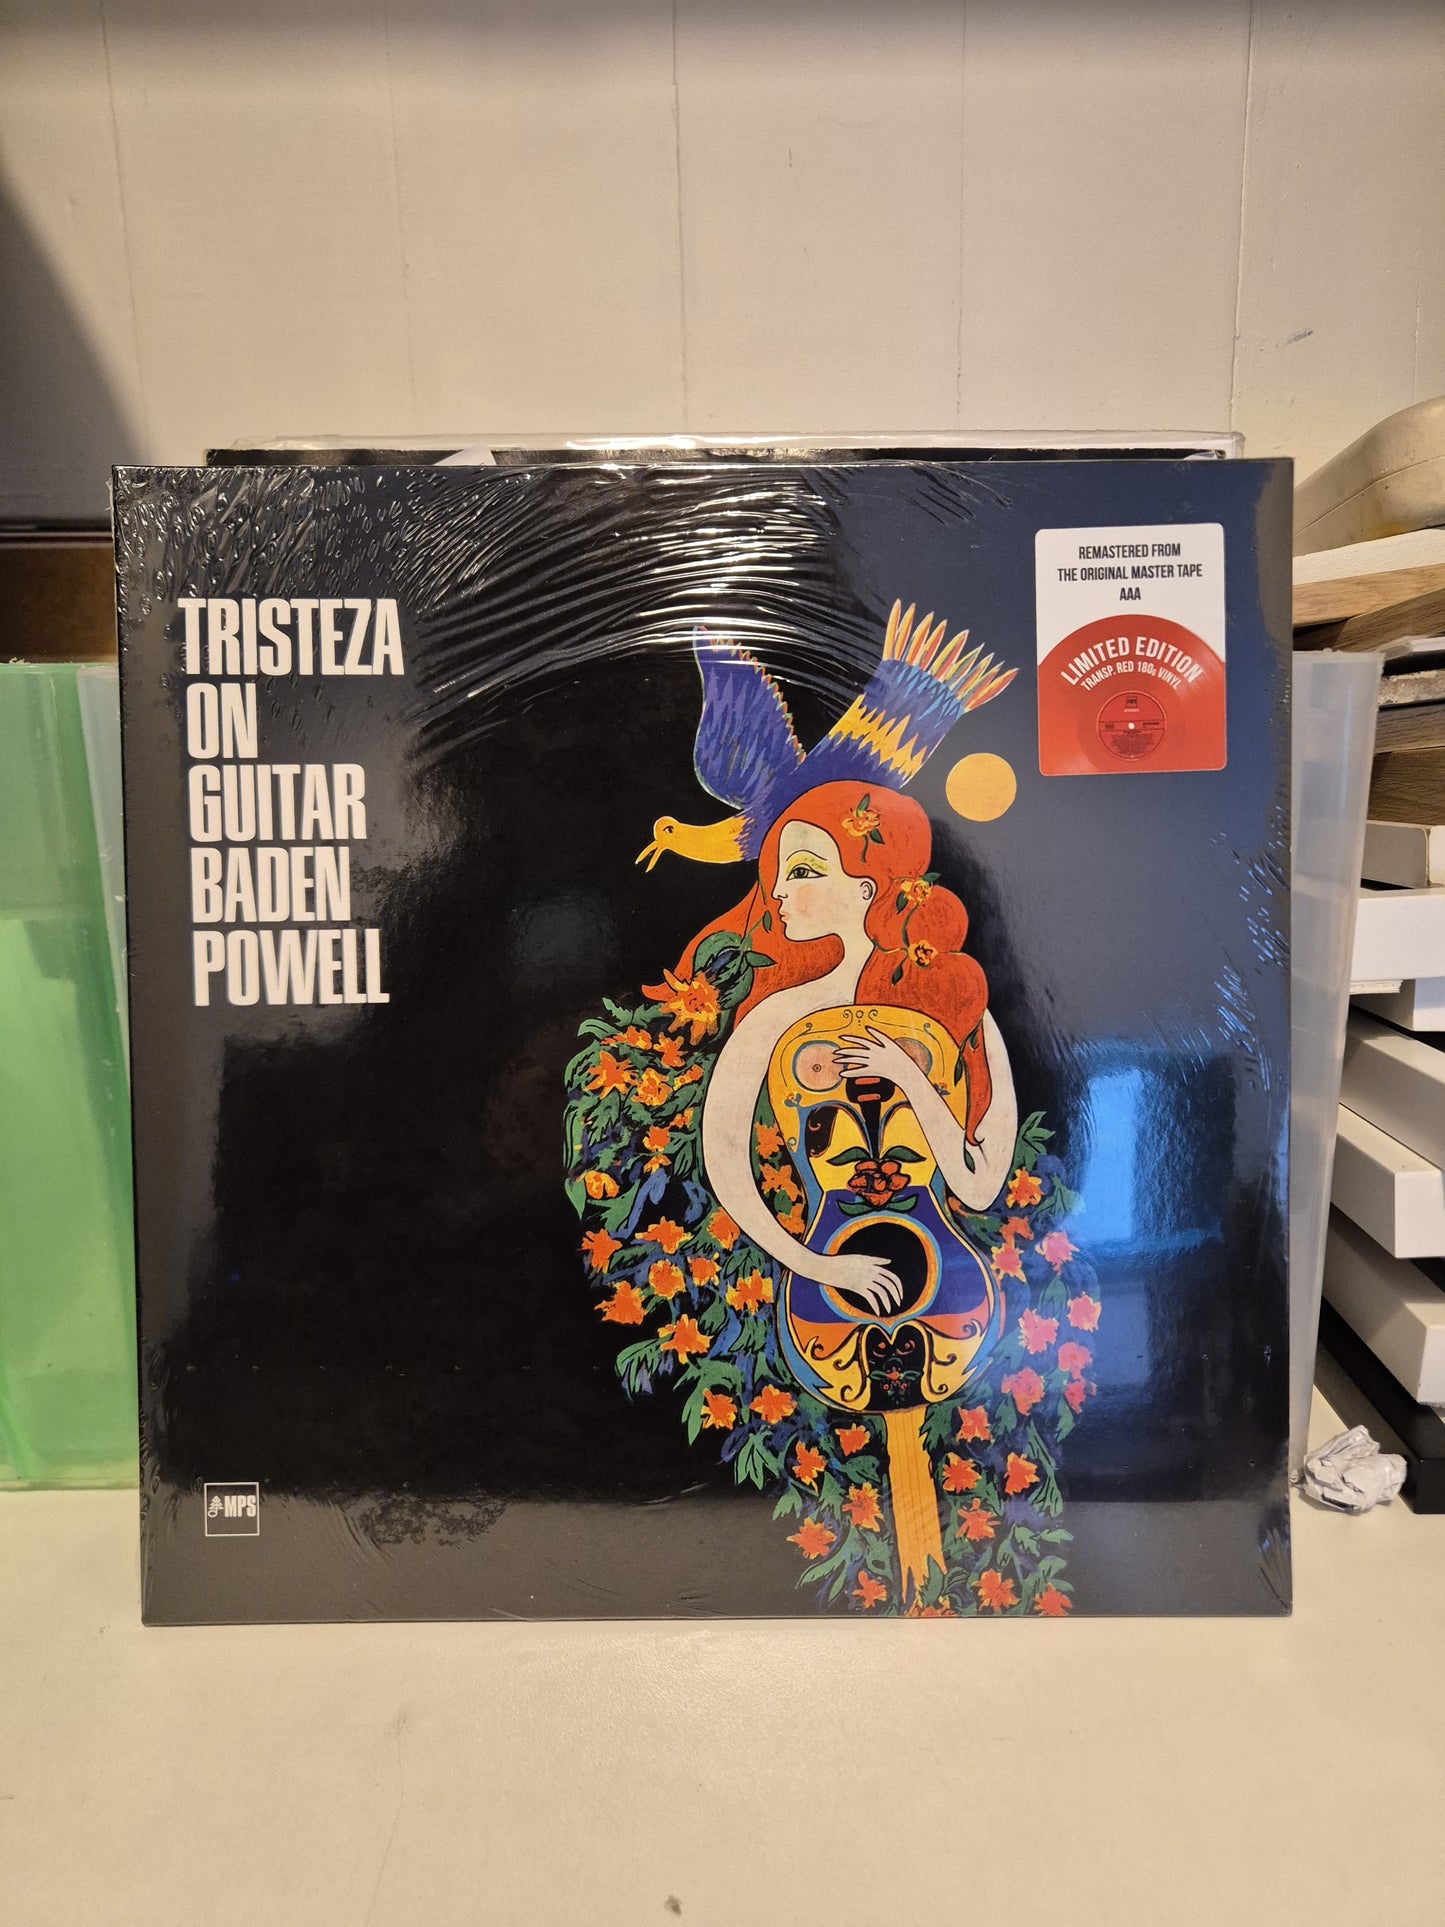 TRISTEZA
ON
GUITAR
BADEN
POWELL
REMASTERED FROM
THE ORIGINAL MASTER TAPE
AAA
LIMITED EDITION
TRANSP. RED 180G VINYL
MPS